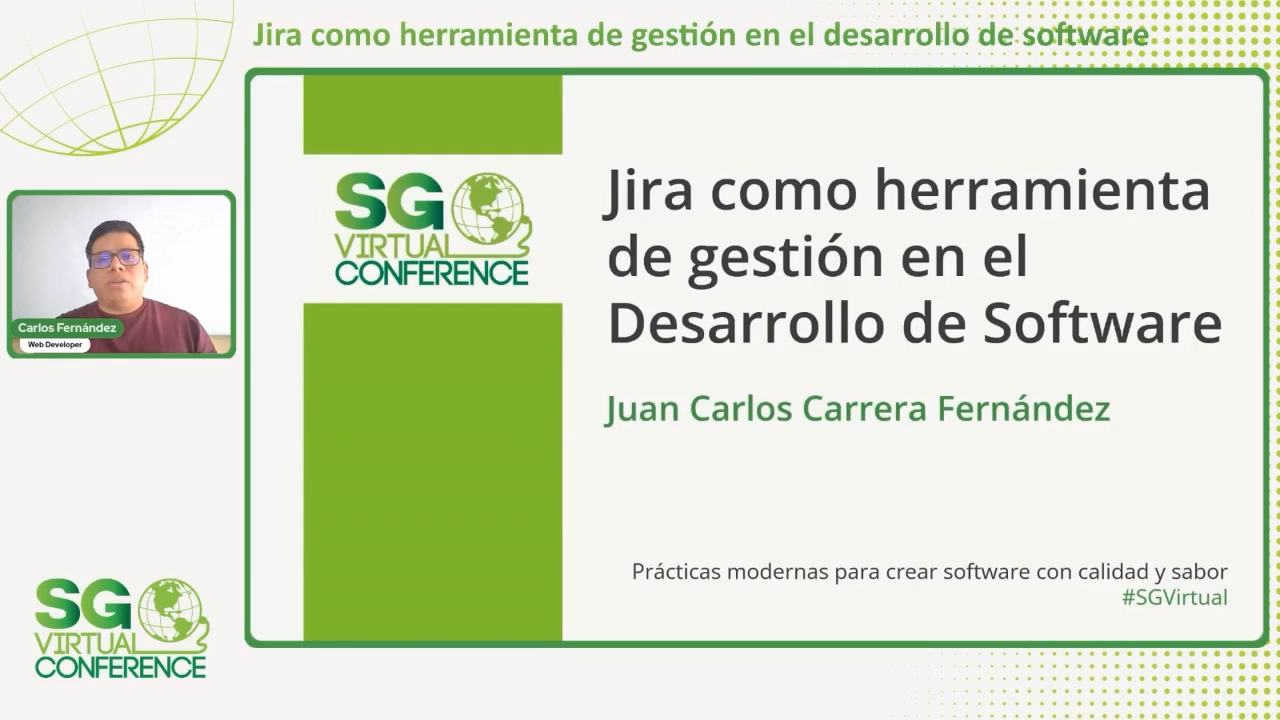 Jira como herramienta de gestión en el desarrollo de software
SG
VIRTUAL
CONFERENCE
Jira como herramienta
de gestión en el
Desarrollo de Software
Juan Carlos Carrera Fernández
Carlos Fernández
Web Developer
Prácticas modernas para crear software con calidad y sabor
#SGVirtual
SG
VIRTUAL
CONFERENCE